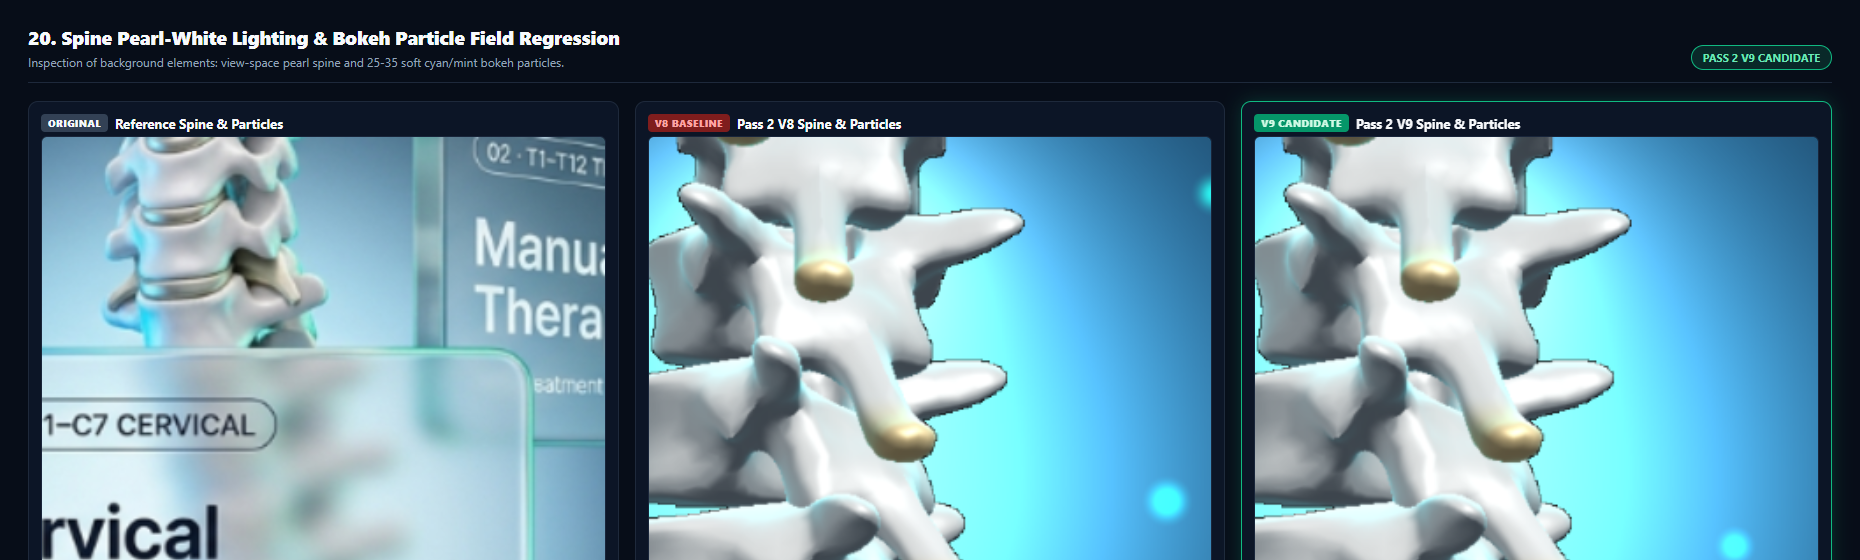 20. Spine Pearl-White Lighting & Bokeh Particle Field Regression
Inspection of background elements: view-space pearl spine and 25-35 soft cyan/mint bokeh particles.
PASS 2 V9 CANDIDATE
ORIGINAL Reference Spine & Particles
02 · T1–T12 T
Manua
Thera
eatment
1–C7 CERVICAL
rvical
V8 BASELINE Pass 2 V8 Spine & Particles
V9 CANDIDATE Pass 2 V9 Spine & Particles